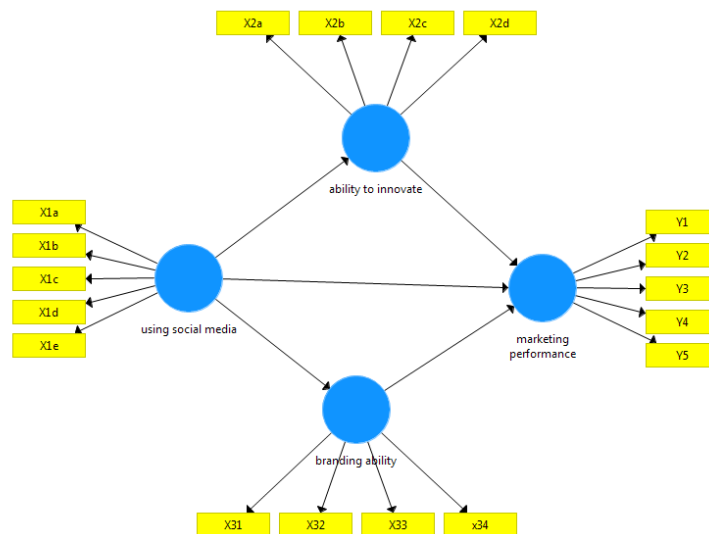 X2a X2b X2c X2d
ability to innovate
X1a
X1b
X1c
X1d
X1e
using social media
Y1
Y2
Y3
Y4
Y5
marketing
performance
branding ability
X31 X32 X33 x34